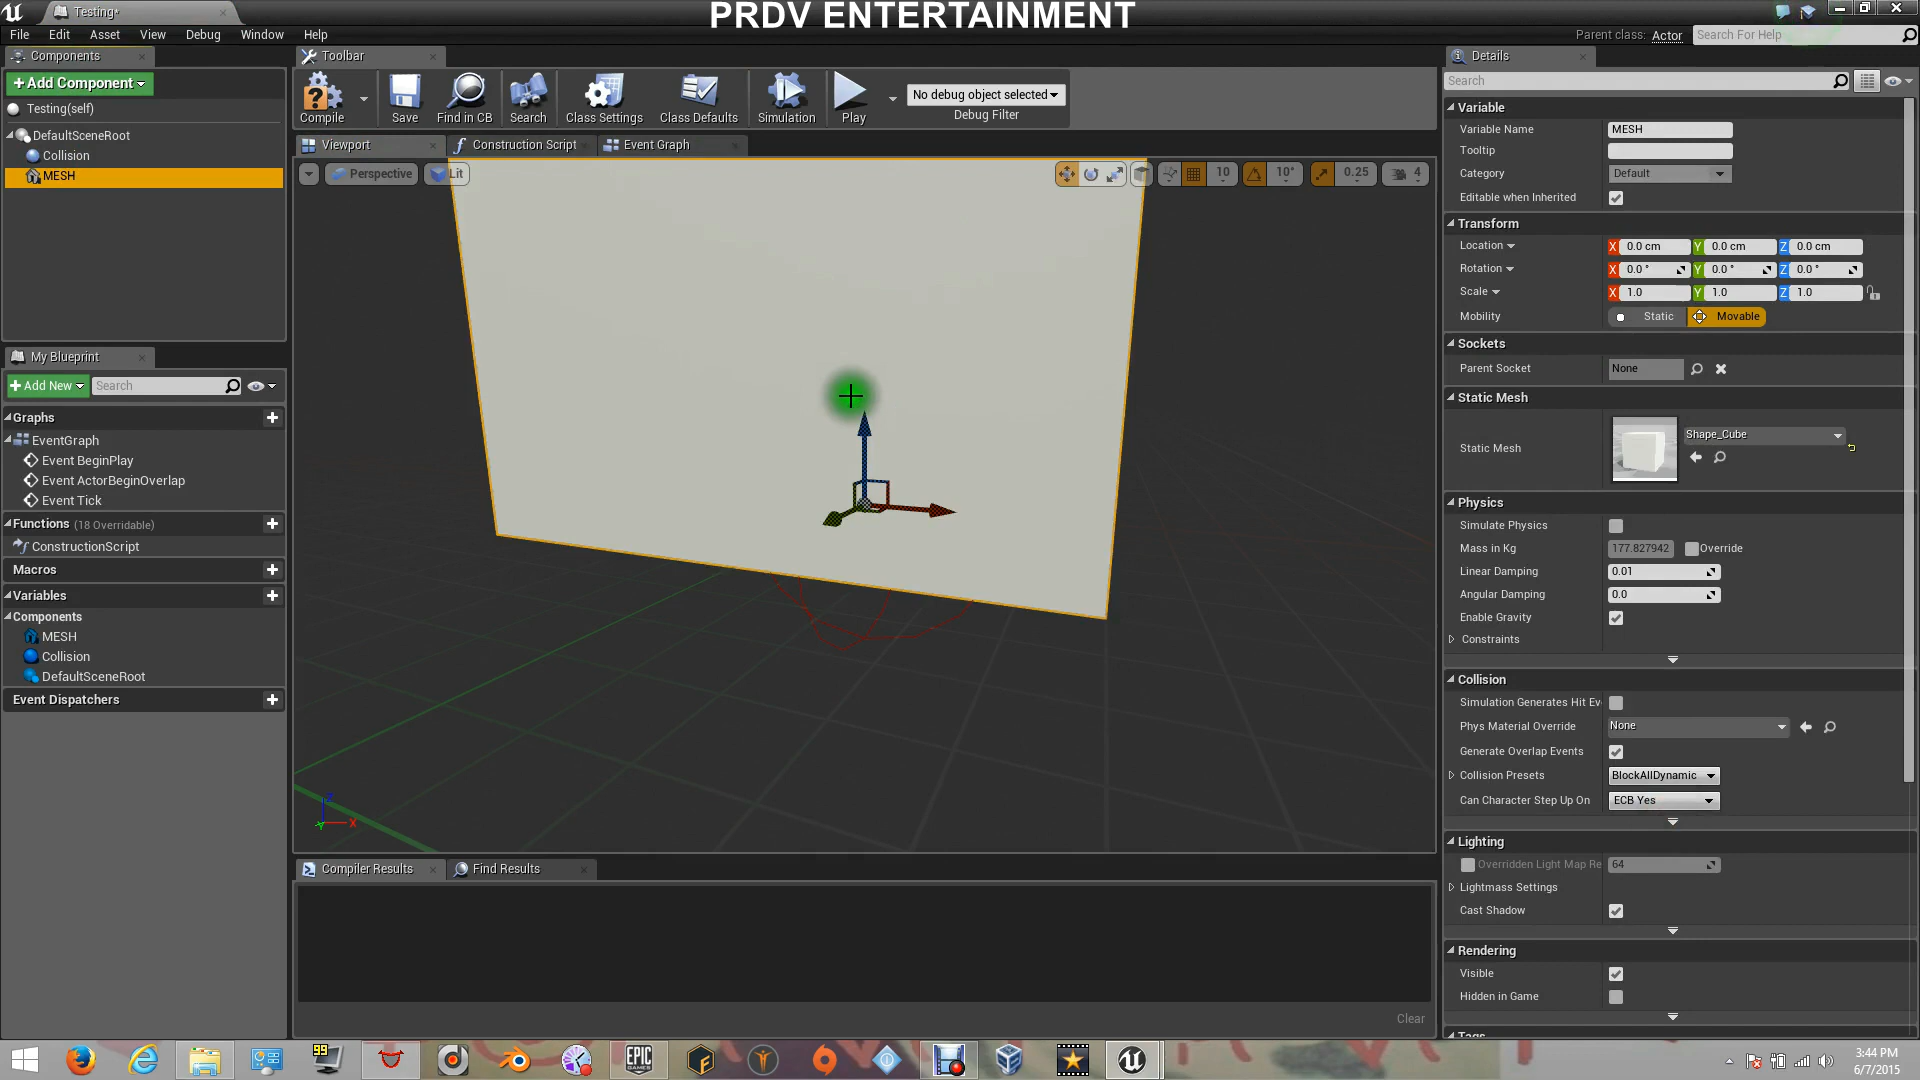 Testing*
PRDV ENTERTAINMENT
File Edit Asset View Debug Window Help
Parent class: Actor Search For Help
Components
+Add Component
Testing(self)
DefaultSceneRoot
Collision
MESH
My Blueprint
+Add New Search
Graphs
EventGraph
Event BeginPlay
Event ActorBeginOverlap
Event Tick
Functions (18 Overridable)
ConstructionScript
Macros
Variables
Components
MESH
Collision
DefaultSceneRoot
Event Dispatchers
Toolbar
Compile Save Find in CB Search Class Settings Class Defaults Simulation Play
No debug object selected
Debug Filter
Viewport Construction Script Event Graph
Perspective Lit 10 10° 0.25 4
Z
X
Y
Compiler Results Find Results
Clear
Details
Search
Variable
Variable Name MESH
Tooltip
Category Default
Editable when Inherited
Transform
Location X 0.0 cm Y 0.0 cm Z 0.0 cm
Rotation X 0.0 ° Y 0.0 ° Z 0.0 °
Scale X 1.0 Y 1.0 Z 1.0
Mobility Static Movable
Sockets
Parent Socket None
Static Mesh
Static Mesh Shape_Cube
Physics
Simulate Physics
Mass in Kg 177.827942 Override
Linear Damping 0.01
Angular Damping 0.0
Enable Gravity
Constraints
Collision
Simulation Generates Hit Ev
Phys Material Override None
Generate Overlap Events
Collision Presets BlockAllDynamic
Can Character Step Up On ECB Yes
Lighting
Overridden Light Map Re 64
Lightmass Settings
Cast Shadow
Rendering
Visible
Hidden in Game
Tags
99
EPIC
GAMES
3:44 PM
6/7/2015